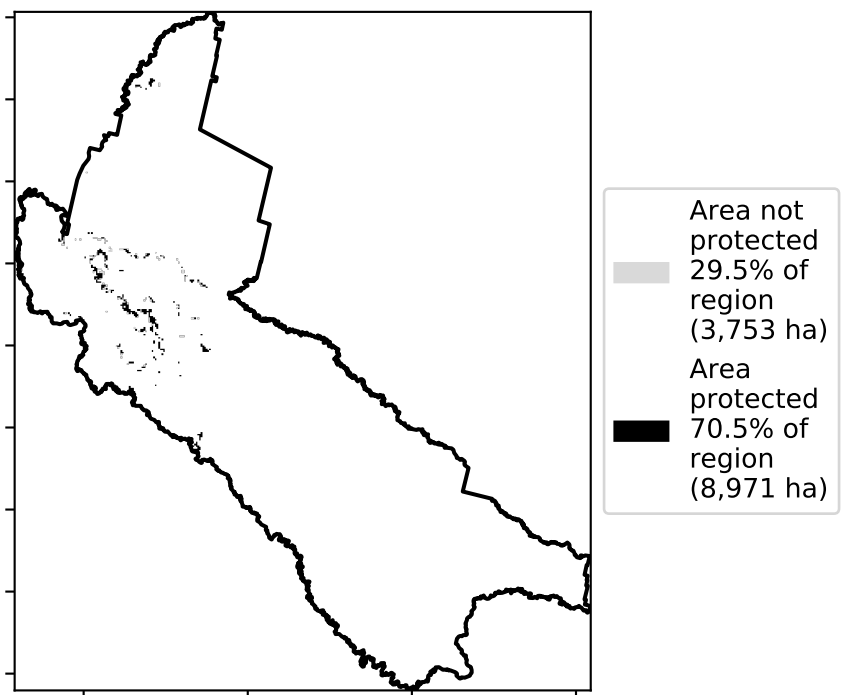 Area not
protected
29.5% of
region
(3,753 ha)
Area
protected
70.5% of
region
(8,971 ha)